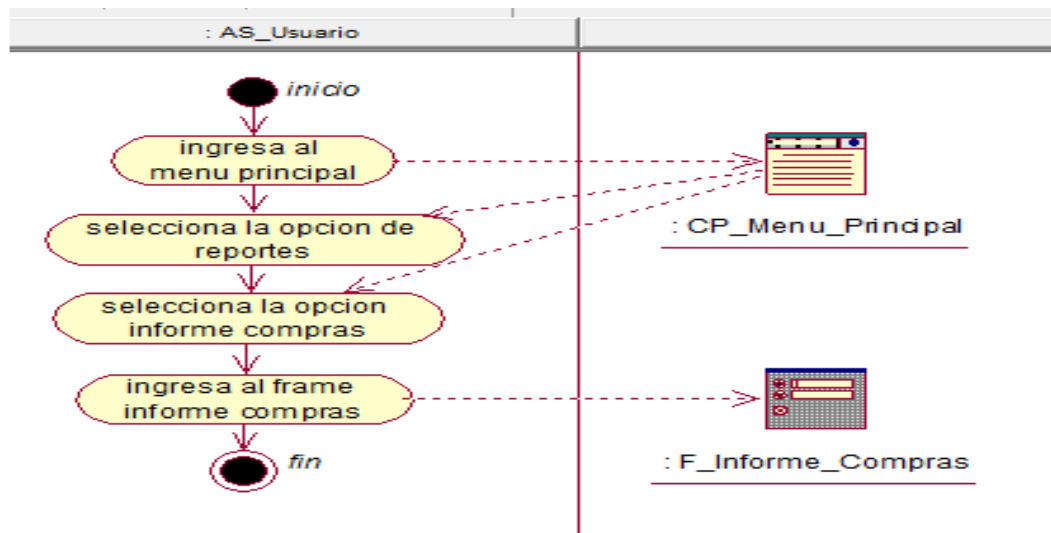 : AS_Usuario
inicio
ingresa al
menu principal
selecciona la opcion de
reportes
: CP_Menu_Principal
selecciona la opcion
informe compras
ingresa al frame
informe compras
fin
: F_Informe_Compras